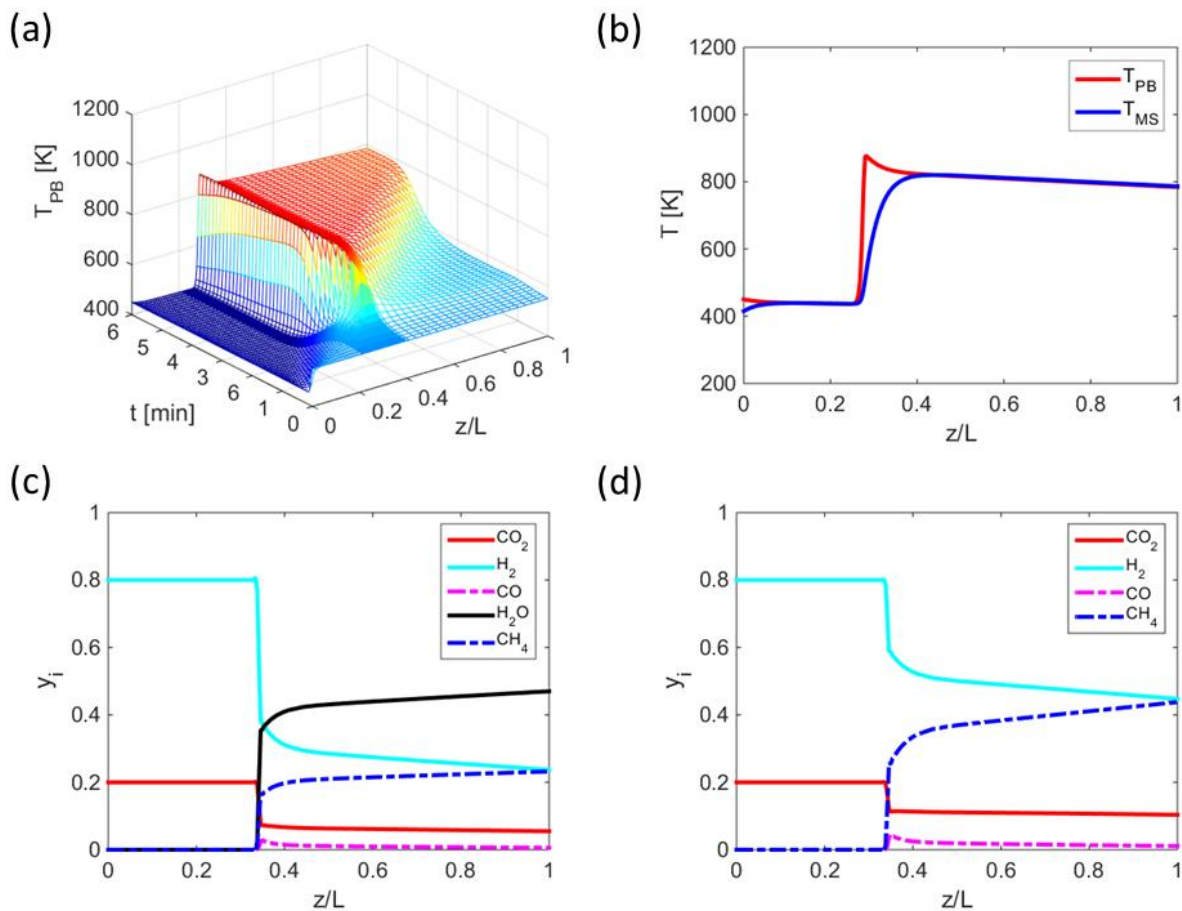 (a)
1200
1000
800
600
400
T_PB [K]
6
5
4
3
6
1
0
t [min]
0
0.2
0.4
0.6
0.8
1
z/L
(b)
1200
1000
800
600
400
200
T [K]
T_PB
T_MS
0
0.2
0.4
0.6
0.8
1
z/L
(c)
1
0.8
0.6
0.4
0.2
0
y_i
CO_2
H_2
CO
H_2O
CH_4
0
0.2
0.4
0.6
0.8
1
z/L
(d)
1
0.8
0.6
0.4
0.2
0
y_i
CO_2
H_2
CO
CH_4
0
0.2
0.4
0.6
0.8
1
z/L